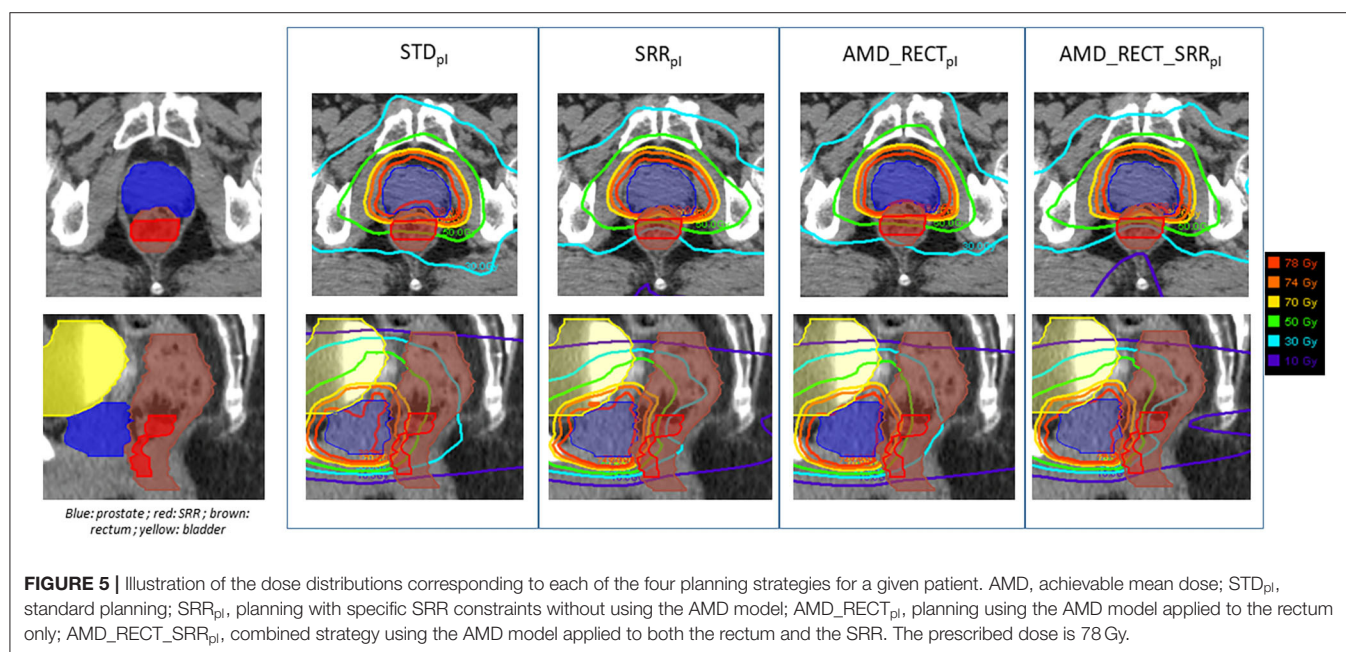 STDpl SRRpl AMD_RECTpl AMD_RECT_SRRpl
50.0Gy
30.0Gy
78 Gy
74 Gy
70 Gy
50 Gy
30 Gy
10 Gy
Blue: prostate ; red: SRR ; brown:
rectum ; yellow: bladder
FIGURE 5 | Illustration of the dose distributions corresponding to each of the four planning strategies for a given patient. AMD, achievable mean dose; STDpl,
standard planning; SRRpl, planning with specific SRR constraints without using the AMD model; AMD_RECTpl, planning using the AMD model applied to the rectum
only; AMD_RECT_SRRpl, combined strategy using the AMD model applied to both the rectum and the SRR. The prescribed dose is 78 Gy.